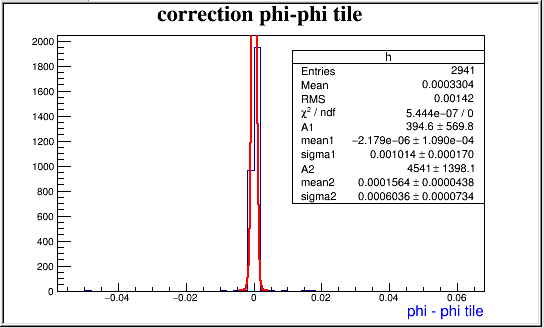 correction phi-phi tile
h
Entries 2941
Mean 0.0003304
RMS 0.00142
χ² / ndf 5.444e−07 / 0
A1 394.6 ± 569.8
mean1 −2.179e−06 ± 1.090e−04
sigma1 0.001014 ± 0.000170
A2 4541 ± 1398.1
mean2 0.0001564 ± 0.0000438
sigma2 0.0006036 ± 0.0000734
2000
1800
1600
1400
1200
1000
800
600
400
200
0
−0.04 −0.02 0 0.02 0.04 0.06
phi - phi tile